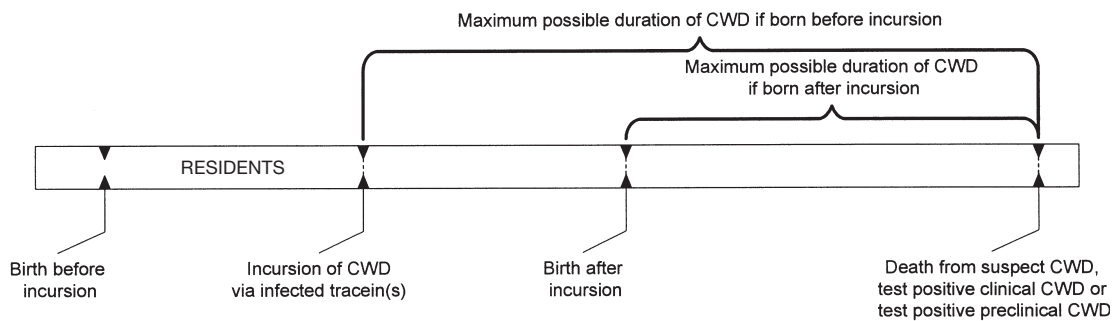 Maximum possible duration of CWD if born before incursion
Maximum possible duration of CWD
if born after incursion
RESIDENTS
Birth before
incursion
Incursion of CWD
via infected tracein(s)
Birth after
incursion
Death from suspect CWD,
test positive clinical CWD or
test positive preclinical CWD